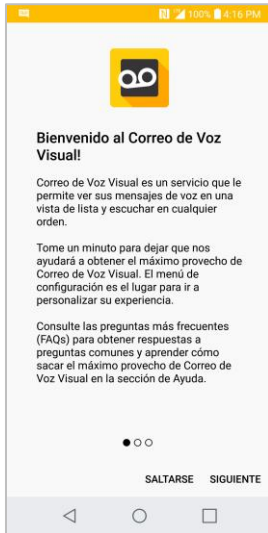 100% 4:16 PM
Bienvenido al Correo de Voz
Visual!
Correo de Voz Visual es un servicio que le
permite ver sus mensajes de voz en una
vista de lista y escuchar en cualquier
orden.
Tome un minuto para dejar que nos
ayudará a obtener el máximo provecho de
Correo de Voz Visual. El menú de
configuración es el lugar para ir a
personalizar su experiencia.
Consulte las preguntas más frecuentes
(FAQs) para obtener respuestas a
preguntas comunes y aprender cómo
sacar el máximo provecho de Correo de
Voz Visual en la sección de Ayuda.
SALTARSE SIGUIENTE